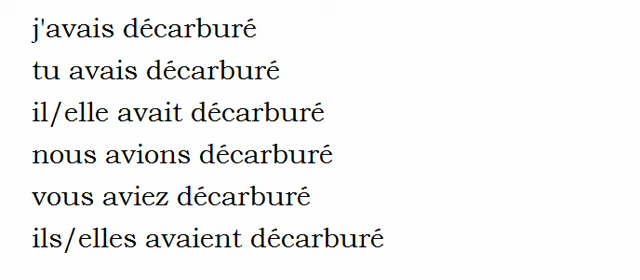 j'avais décarburé
tu avais décarburé
il/elle avait décarburé
nous avions décarburé
vous aviez décarburé
ils/elles avaient décarburé